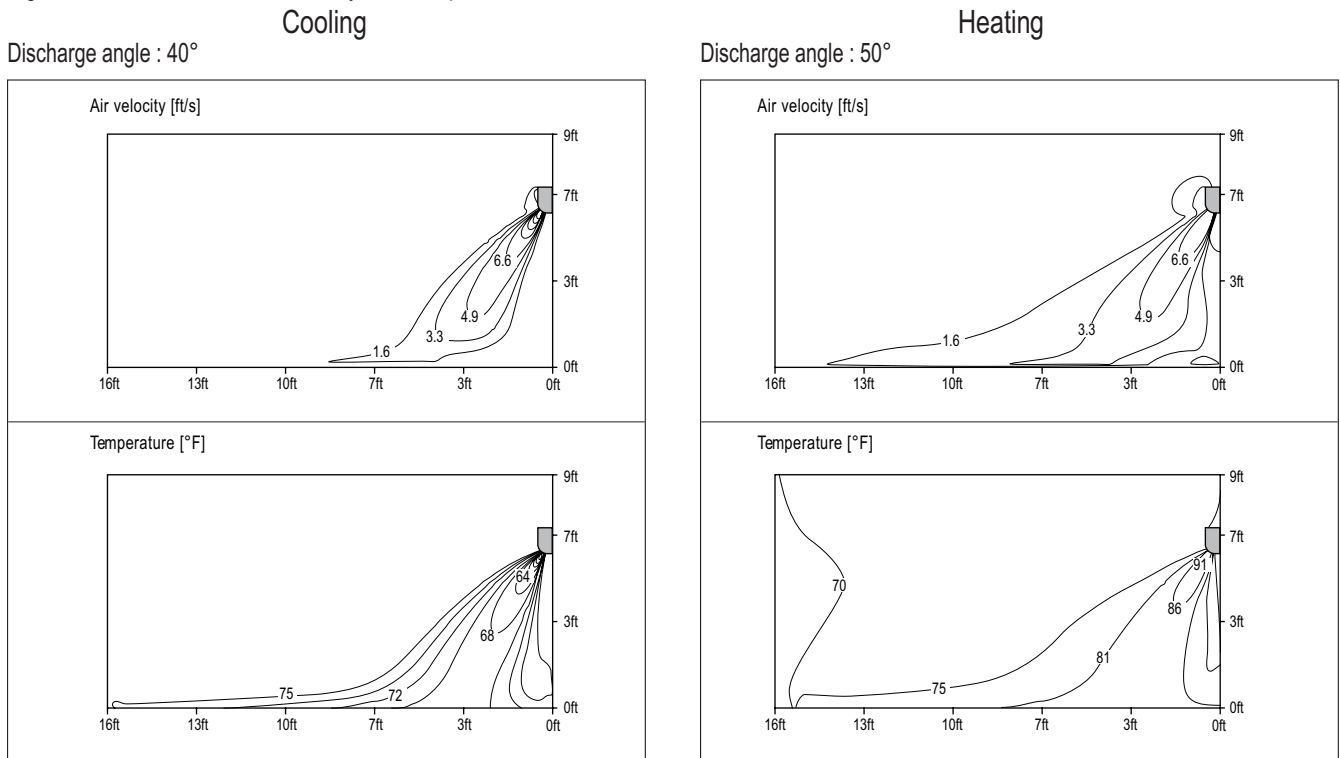 Cooling
Discharge angle : 40°
Air velocity [ft/s]
9ft
7ft
6.6
3ft
4.9
3.3
1.6
0ft
16ft 13ft 10ft 7ft 3ft 0ft
Temperature [°F]
9ft
7ft
64
3ft
68
75
72
0ft
16ft 13ft 10ft 7ft 3ft 0ft
Heating
Discharge angle : 50°
Air velocity [ft/s]
9ft
7ft
6.6
3ft
4.9
3.3
1.6
0ft
16ft 13ft 10ft 7ft 3ft 0ft
Temperature [°F]
9ft
7ft
91
70
86
3ft
81
75
0ft
16ft 13ft 10ft 7ft 3ft 0ft